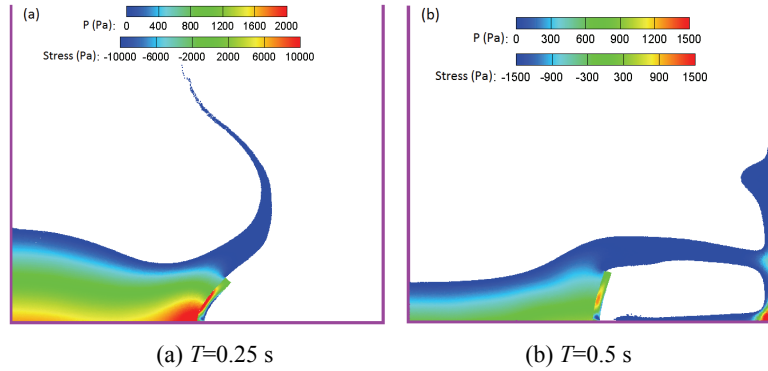 (a)
P (Pa): 0 400 800 1200 1600 2000
Stress (Pa): -10000 -6000 -2000 2000 6000 10000
(b)
P (Pa): 0 300 600 900 1200 1500
Stress (Pa): -1500 -900 -300 300 900 1500
(a) T=0.25 s
(b) T=0.5 s